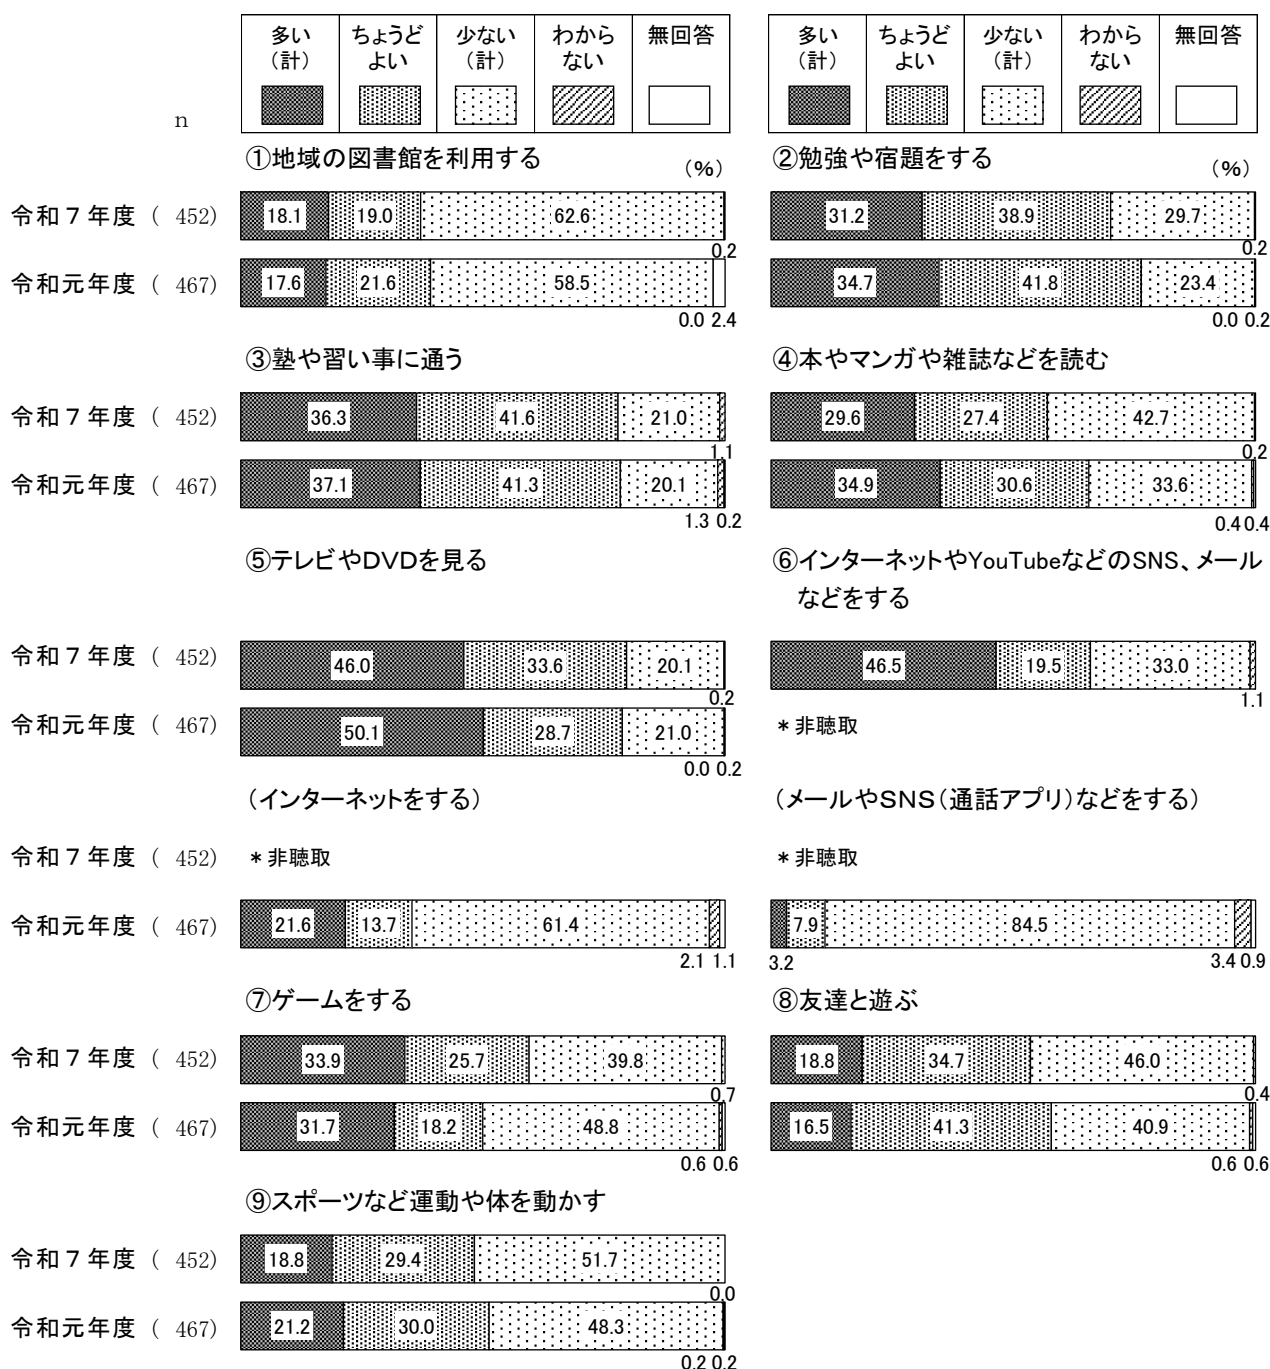 多い ちょうど 少ない わから 無回答 多い ちょうど 少ない わから 無回答
（計） よい （計） ない （計） よい （計） ない
n
①地域の図書館を利用する （％） ②勉強や宿題をする （％）
令和７年度 ( 452) 18.1 19.0 62.6 31.2 38.9 29.7
0.2 0.2
令和元年度 ( 467) 17.6 21.6 58.5 34.7 41.8 23.4
0.0 2.4 0.0 0.2
③塾や習い事に通う ④本やマンガや雑誌などを読む
令和７年度 ( 452) 36.3 41.6 21.0 29.6 27.4 42.7
1.1 0.2
令和元年度 ( 467) 37.1 41.3 20.1 34.9 30.6 33.6
1.3 0.2 0.4 0.4
⑤テレビやＤＶＤを見る ⑥インターネットやYouTubeなどのSNS、メール
などをする
令和７年度 ( 452) 46.0 33.6 20.1 46.5 19.5 33.0
0.2 1.1
令和元年度 ( 467) 50.1 28.7 21.0 ＊非聴取
0.0 0.2
（インターネットをする） （メールやＳＮＳ（通話アプリ）などをする）
令和７年度 ( 452) ＊非聴取 ＊非聴取
令和元年度 ( 467) 21.6 13.7 61.4 7.9 84.5
2.1 1.1 3.2 3.4 0.9
⑦ゲームをする ⑧友達と遊ぶ
令和７年度 ( 452) 33.9 25.7 39.8 18.8 34.7 46.0
0.7 0.4
令和元年度 ( 467) 31.7 18.2 48.8 16.5 41.3 40.9
0.6 0.6 0.6 0.6
⑨スポーツなど運動や体を動かす
令和７年度 ( 452) 18.8 29.4 51.7
0.0
令和元年度 ( 467) 21.2 30.0 48.3
0.2 0.2